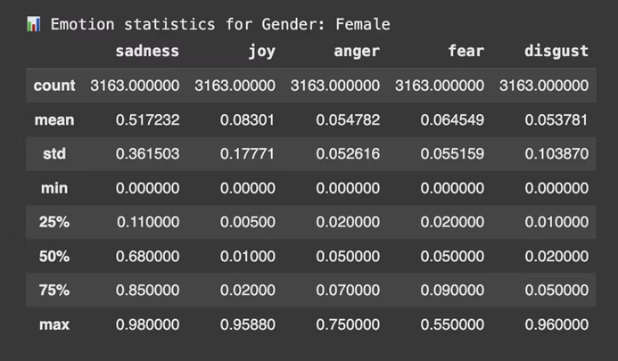 📊 Emotion statistics for Gender: Female
sadness joy anger fear disgust
count 3163.000000 3163.00000 3163.000000 3163.000000 3163.000000
mean 0.517232 0.08301 0.054782 0.064549 0.053781
std 0.361503 0.17771 0.052616 0.055159 0.103870
min 0.000000 0.00000 0.000000 0.000000 0.000000
25% 0.110000 0.00500 0.020000 0.020000 0.010000
50% 0.680000 0.01000 0.050000 0.050000 0.020000
75% 0.850000 0.02000 0.070000 0.090000 0.050000
max 0.980000 0.95880 0.750000 0.550000 0.960000